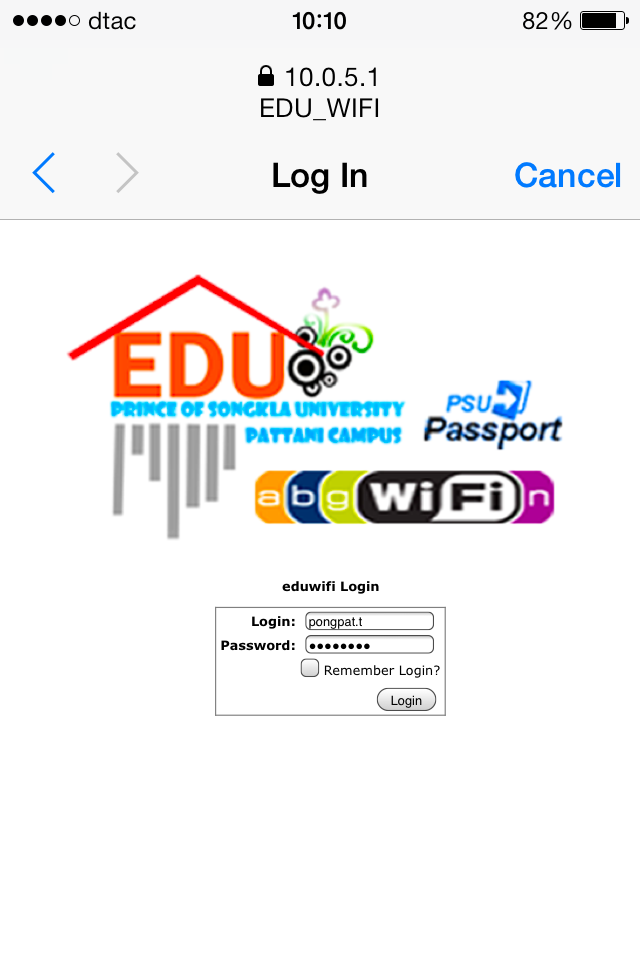 dtac 10:10 82%
10.0.5.1
EDU_WIFI
Log In Cancel
EDU
PRINCE OF SONGKLA UNIVERSITY
PATTANI CAMPUS
PSU
Passport
a b g WiFi n
eduwifi Login
Login: pongpat.t
Password: ••••••••
Remember Login?
Login